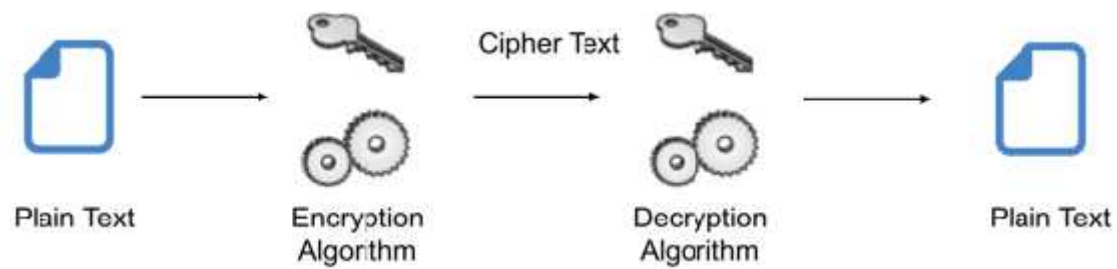 Cipher Text
Plain Text
Encryption
Algorithm
Decryption
Algorithm
Plain Text